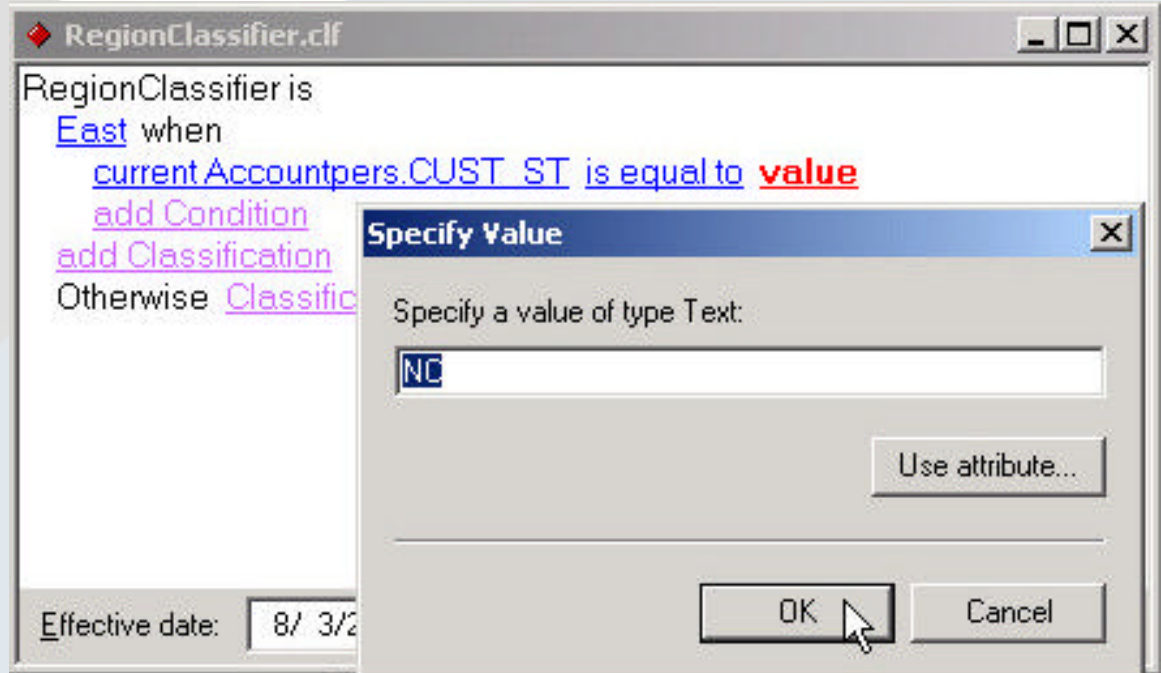 RegionClassifier.clf
RegionClassifier is
East when
current Accountpers.CUST_ST is equal to value
add Condition
add Classification
Otherwise Classific
Effective date: 8/ 3/2
Specify Value
Specify a value of type Text:
NC
Use attribute...
OK
Cancel